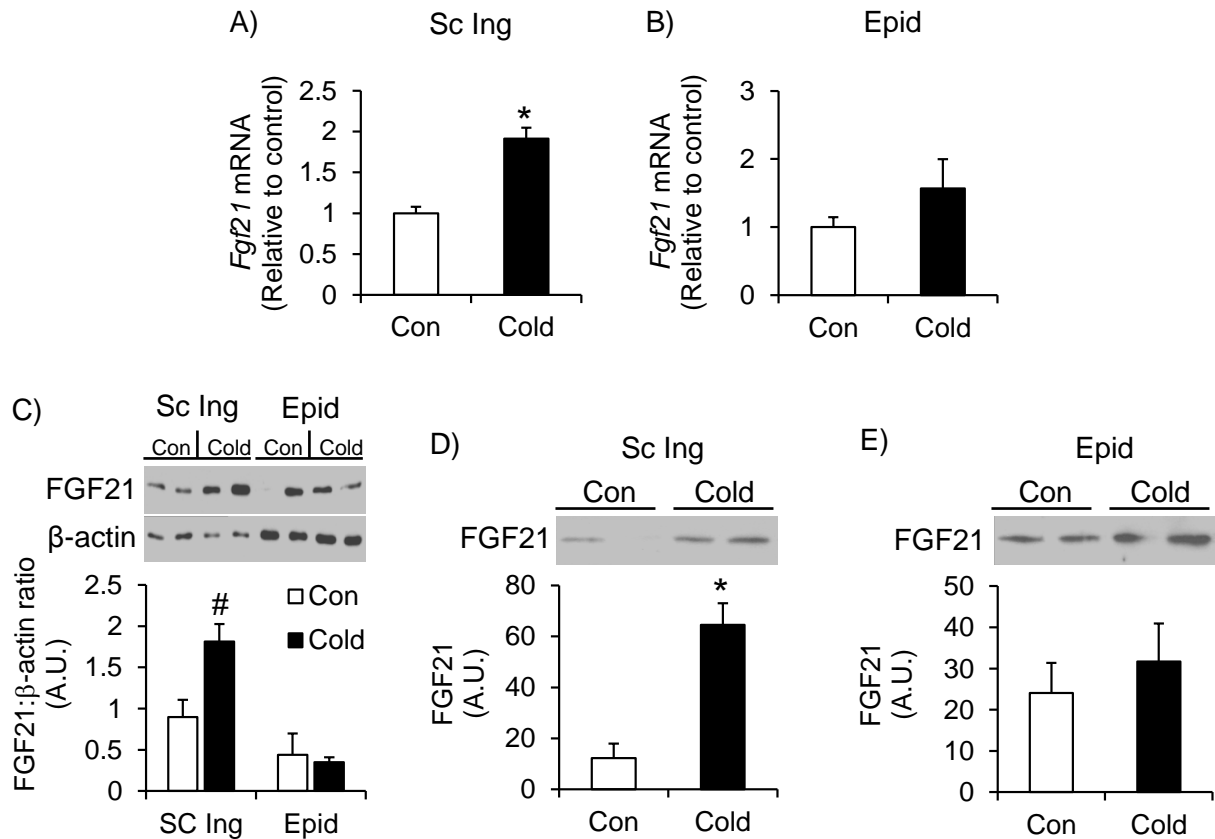 A)
Sc Ing
Fgf21 mRNA
(Relative to control)
2.5
2
1.5
1
0.5
0
*
Con
Cold
B)
Epid
Fgf21 mRNA
(Relative to control)
3
2
1
0
Con
Cold
C)
Sc Ing
Epid
Con
Cold
Con
Cold
FGF21
β-actin
FGF21:β-actin ratio
(A.U.)
2.5
2
1.5
1
0.5
0
#
Con
Cold
SC Ing
Epid
D)
Sc Ing
Con
Cold
FGF21
FGF21
(A.U.)
80
60
40
20
0
*
Con
Cold
E)
Epid
Con
Cold
FGF21
FGF21
(A.U.)
50
40
30
20
10
0
Con
Cold